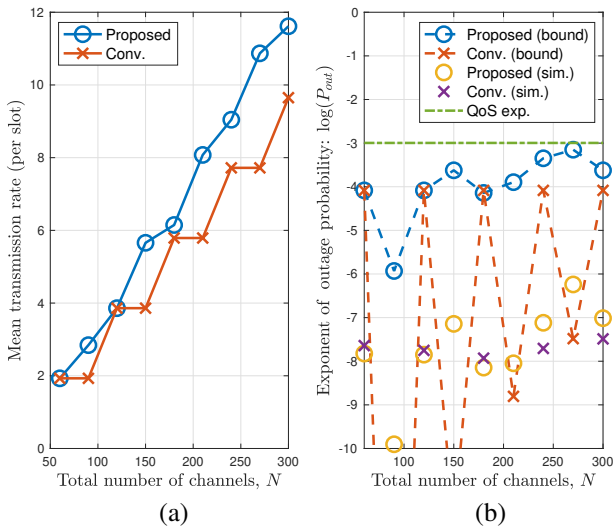 12
10
8
6
4
2
0
Mean transmission rate (per slot)
Proposed
Conv.
50 100 150 200 250 300
Total number of channels, N
(a)
0
-1
-2
-3
-4
-5
-6
-7
-8
-9
-10
Exponent of outage probability: log(P_out)
Proposed (bound)
Conv. (bound)
Proposed (sim.)
Conv. (sim.)
QoS exp.
100 150 200 250 300
Total number of channels, N
(b)